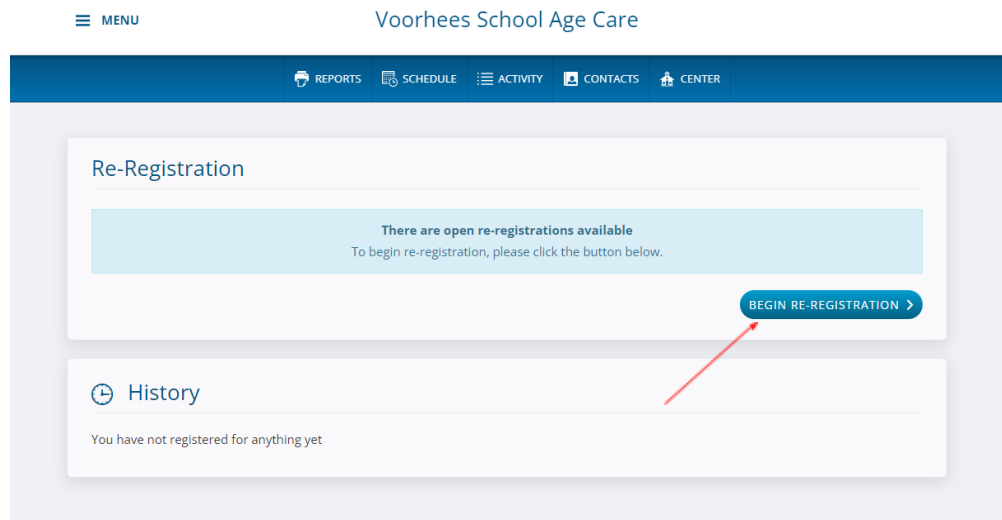 MENU
Voorhees School Age Care
REPORTS SCHEDULE ACTIVITY CONTACTS CENTER
Re-Registration
There are open re-registrations available
To begin re-registration, please click the button below.
BEGIN RE-REGISTRATION
History
You have not registered for anything yet